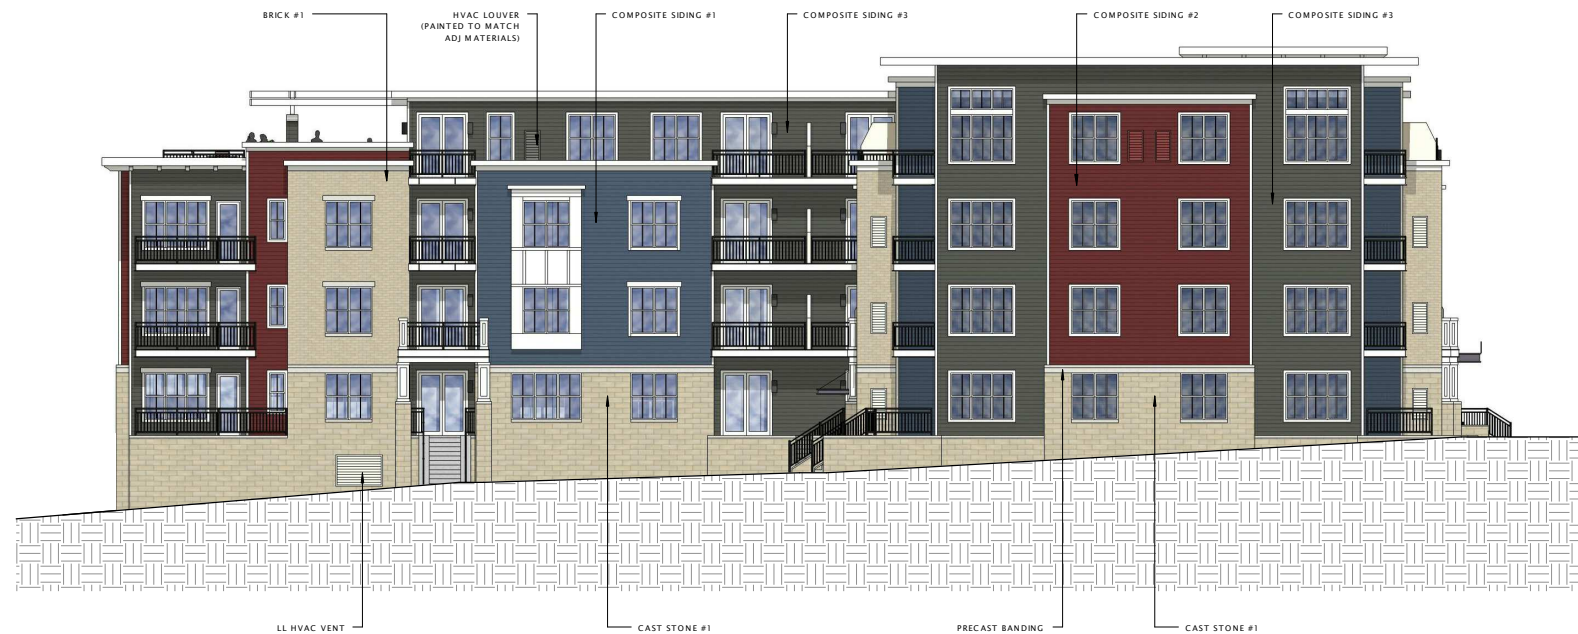 BRICK #1
HVAC LOUVER
(PAINTED TO MATCH
ADJ MATERIALS)
COMPOSITE SIDING #1
COMPOSITE SIDING #3
COMPOSITE SIDING #2
COMPOSITE SIDING #3
LL HVAC VENT
CAST STONE #1
PRECAST BANDING
CAST STONE #1